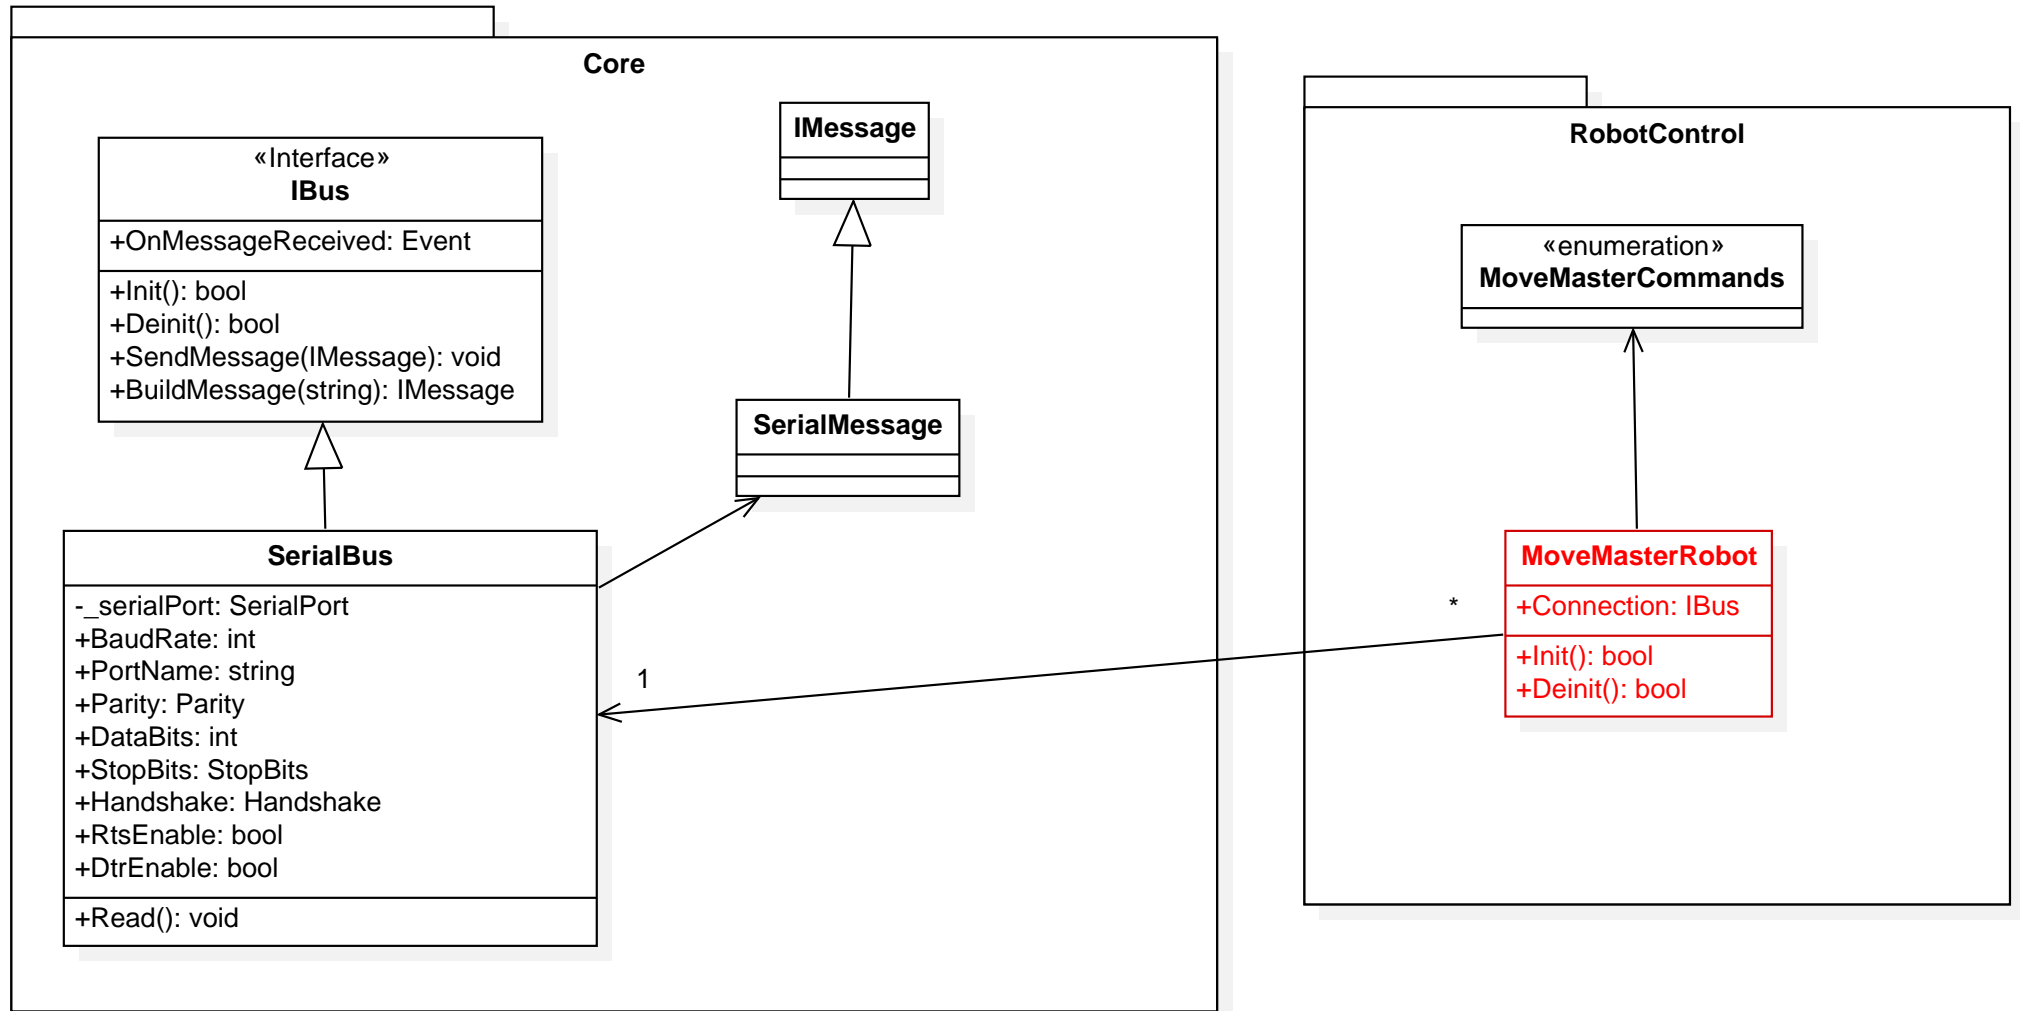 Core
«Interface»
IBus
+OnMessageReceived: Event
+Init(): bool
+Deinit(): bool
+SendMessage(IMessage): void
+BuildMessage(string): IMessage
IMessage
SerialMessage
SerialBus
-_serialPort: SerialPort
+BaudRate: int
+PortName: string
+Parity: Parity
+DataBits: int
+StopBits: StopBits
+Handshake: Handshake
+RtsEnable: bool
+DtrEnable: bool
+Read(): void
1
*
RobotControl
«enumeration»
MoveMasterCommands
MoveMasterRobot
+Connection: IBus
+Init(): bool
+Deinit(): bool